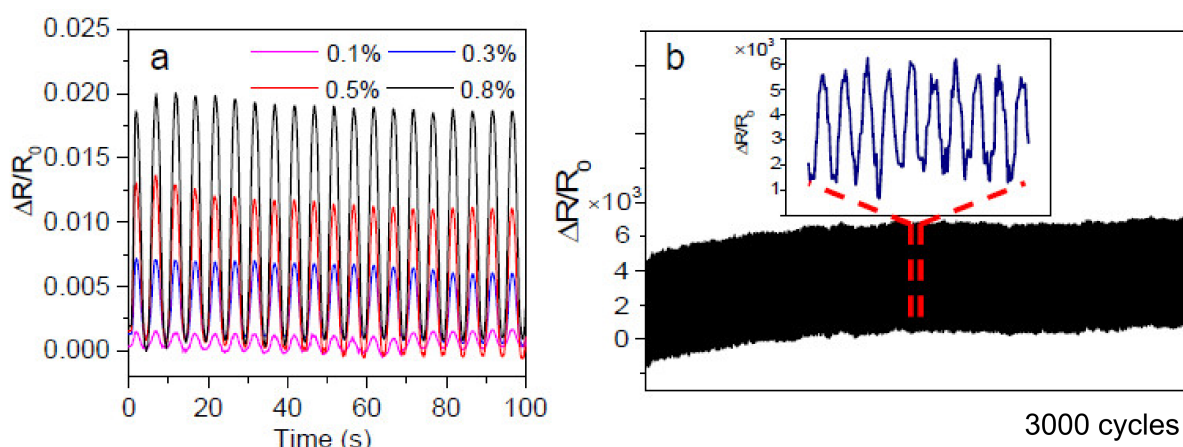 a
0.1% 0.3%
0.5% 0.8%
0.025
0.020
0.015
0.010
0.005
0.000
ΔR/R₀
0 20 40 60 80 100
Time (s)
b
×10³
6
5
4
3
2
1
ΔR/R₀
ΔR/R₀
×10³
6
4
2
0
3000 cycles